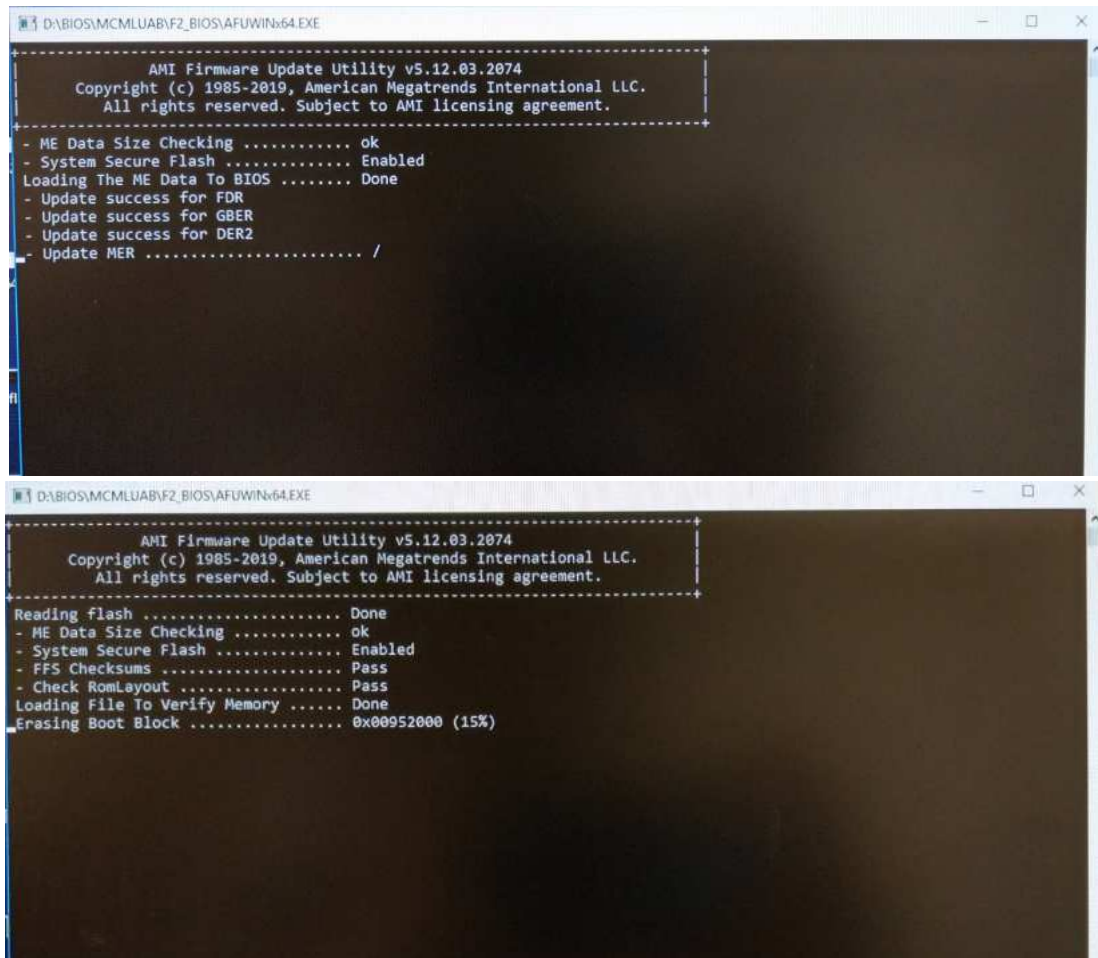 D:\BIOS\MCMLUAB\F2_BIOS\AFUWINx64.EXE
AMI Firmware Update Utility v5.12.03.2074
Copyright (c) 1985-2019, American Megatrends International LLC.
All rights reserved. Subject to AMI licensing agreement.
- ME Data Size Checking ............ ok
- System Secure Flash .............. Enabled
Loading The ME Data To BIOS ........ Done
- Update success for FDR
- Update success for GBER
- Update success for DER2
- Update MER ........................ /
fl
D:\BIOS\MCMLUAB\F2_BIOS\AFUWINx64.EXE
AMI Firmware Update Utility v5.12.03.2074
Copyright (c) 1985-2019, American Megatrends International LLC.
All rights reserved. Subject to AMI licensing agreement.
Reading flash ...................... Done
- ME Data Size Checking ............ ok
- System Secure Flash .............. Enabled
- FFS Checksums .................... Pass
- Check RomLayout .................. Pass
Loading File To Verify Memory ...... Done
Erasing Boot Block ................. 0x00952000 (15%)